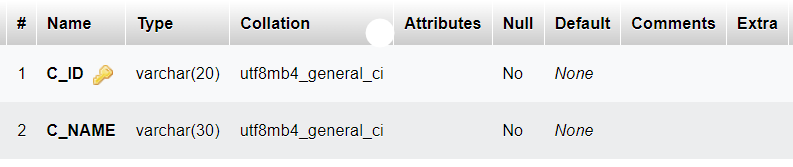 # Name Type Collation Attributes Null Default Comments Extra
1 C_ID varchar(20) utf8mb4_general_ci No None
2 C_NAME varchar(30) utf8mb4_general_ci No None